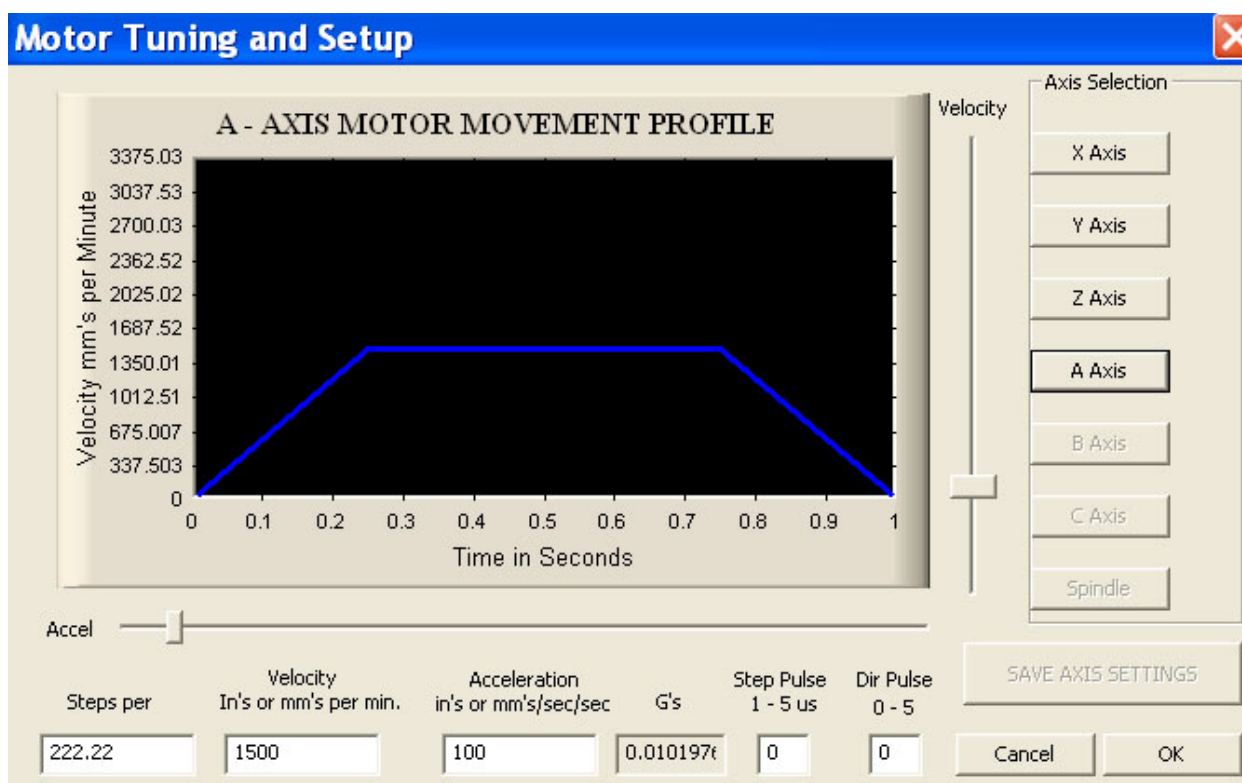 Motor Tuning and Setup
A - AXIS MOTOR MOVEMENT PROFILE
Velocity mm's per Minute
3375.03
3037.53
2700.03
2362.52
2025.02
1687.52
1350.01
1012.51
675.007
337.503
0
0 0.1 0.2 0.3 0.4 0.5 0.6 0.7 0.8 0.9 1
Time in Seconds
Velocity
Axis Selection
X Axis
Y Axis
Z Axis
A Axis
B Axis
C Axis
Spindle
Accel
SAVE AXIS SETTINGS
Steps per
222.22
Velocity
In's or mm's per min.
1500
Acceleration
in's or mm's/sec/sec
100
G's
0.010197
Step Pulse
1 - 5 us
0
Dir Pulse
0 - 5
0
Cancel
OK